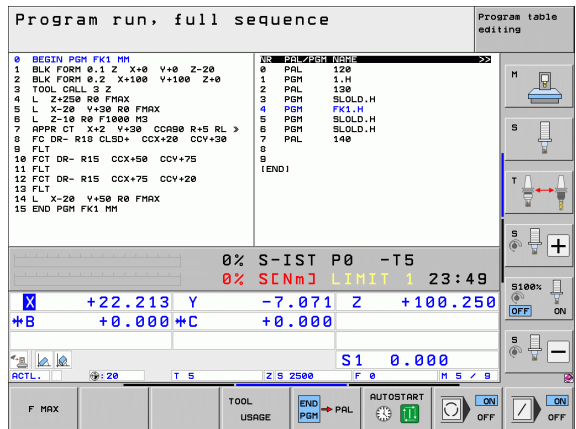 Program run, full sequence
Program table
editing
0 BEGIN PGM FK1 MM
1 BLK FORM 0.1 Z X+0 Y+0 Z-20
2 BLK FORM 0.2 X+100 Y+100 Z+0
3 TOOL CALL 3 Z
4 L Z+250 R0 FMAX
5 L X-20 Y+30 R0 FMAX
6 L Z-10 R0 F1000 M3
7 APPR CT X+2 Y+30 CCA90 R+5 RL »
8 FC DR- R18 CLSD+ CCX+20 CCY+30
9 FLT
10 FCT DR- R15 CCX+50 CCY+75
11 FLT
12 FCT DR- R15 CCX+75 CCY+20
13 FLT
14 L X-20 Y+50 R0 FMAX
15 END PGM FK1 MM
NR PAL/PGM NAME >>
0 PAL 120
1 PGM 1.H
2 PAL 130
3 PGM SLOLD.H
4 PGM FK1.H
5 PGM SLOLD.H
6 PGM SLOLD.H
7 PAL 140
8
9
[END]
M
S
T
S
S100%
OFF ON
S
0% S-IST P0 -T5
0% S[Nm] LIMIT 1 23:49
X +22.213 Y -7.071 Z +100.250
B +0.000 C +0.000
S1 0.000
ACTL. : 20 T 5 Z S 2500 F 0 M 5 / 9
F MAX
TOOL
USAGE
END
PGM PAL
AUTOSTART
ON
OFF
ON
OFF